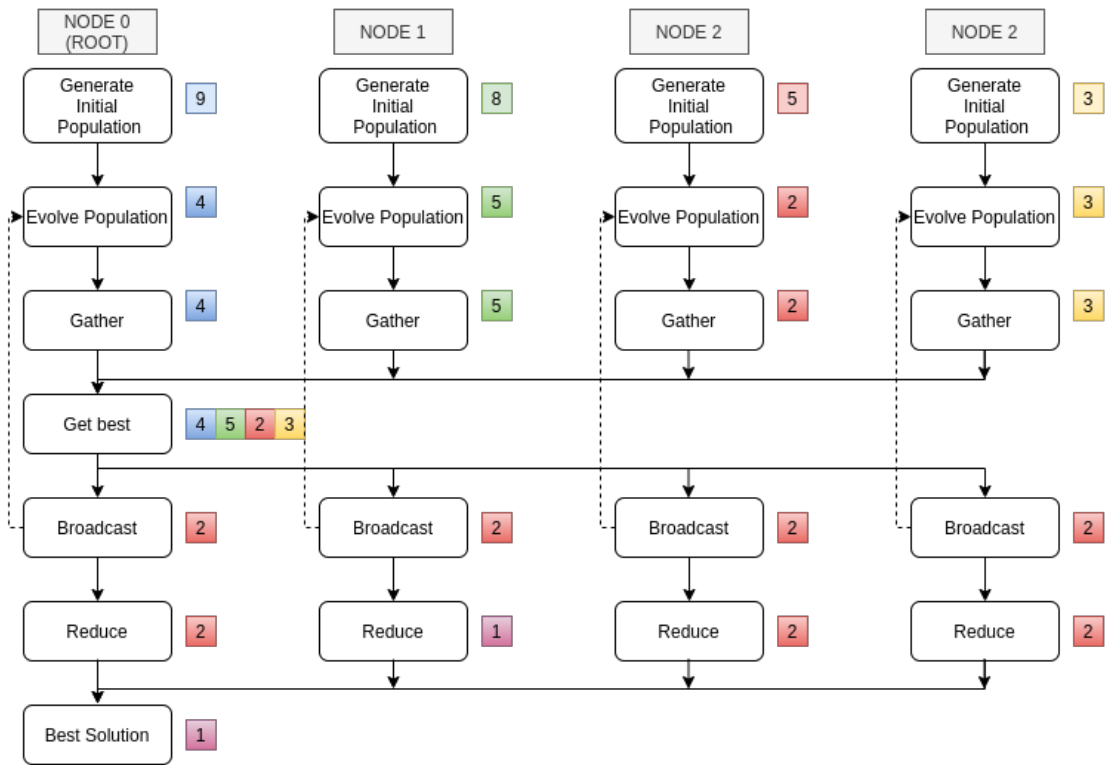 NODE 0
(ROOT)
NODE 1
NODE 2
NODE 2
Generate
Initial
Population
9
Generate
Initial
Population
8
Generate
Initial
Population
5
Generate
Initial
Population
3
Evolve Population
4
Evolve Population
5
Evolve Population
2
Evolve Population
3
Gather
4
Gather
5
Gather
2
Gather
3
Get best
4 5 2 3
Broadcast
2
Broadcast
2
Broadcast
2
Broadcast
2
Reduce
2
Reduce
1
Reduce
2
Reduce
2
Best Solution
1